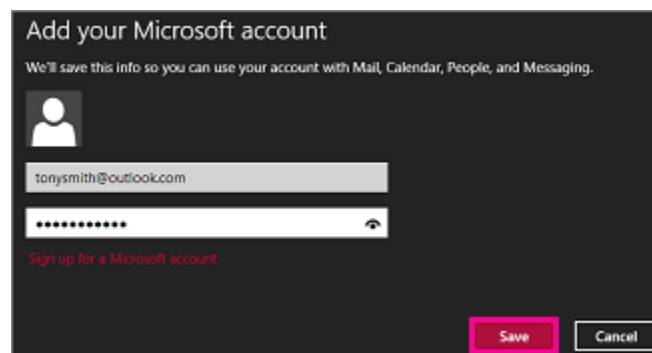 Add your Microsoft account
We'll save this info so you can use your account with Mail, Calendar, People, and Messaging.
tonysmith@outlook.com
•••••••••••
Sign up for a Microsoft account
Save Cancel